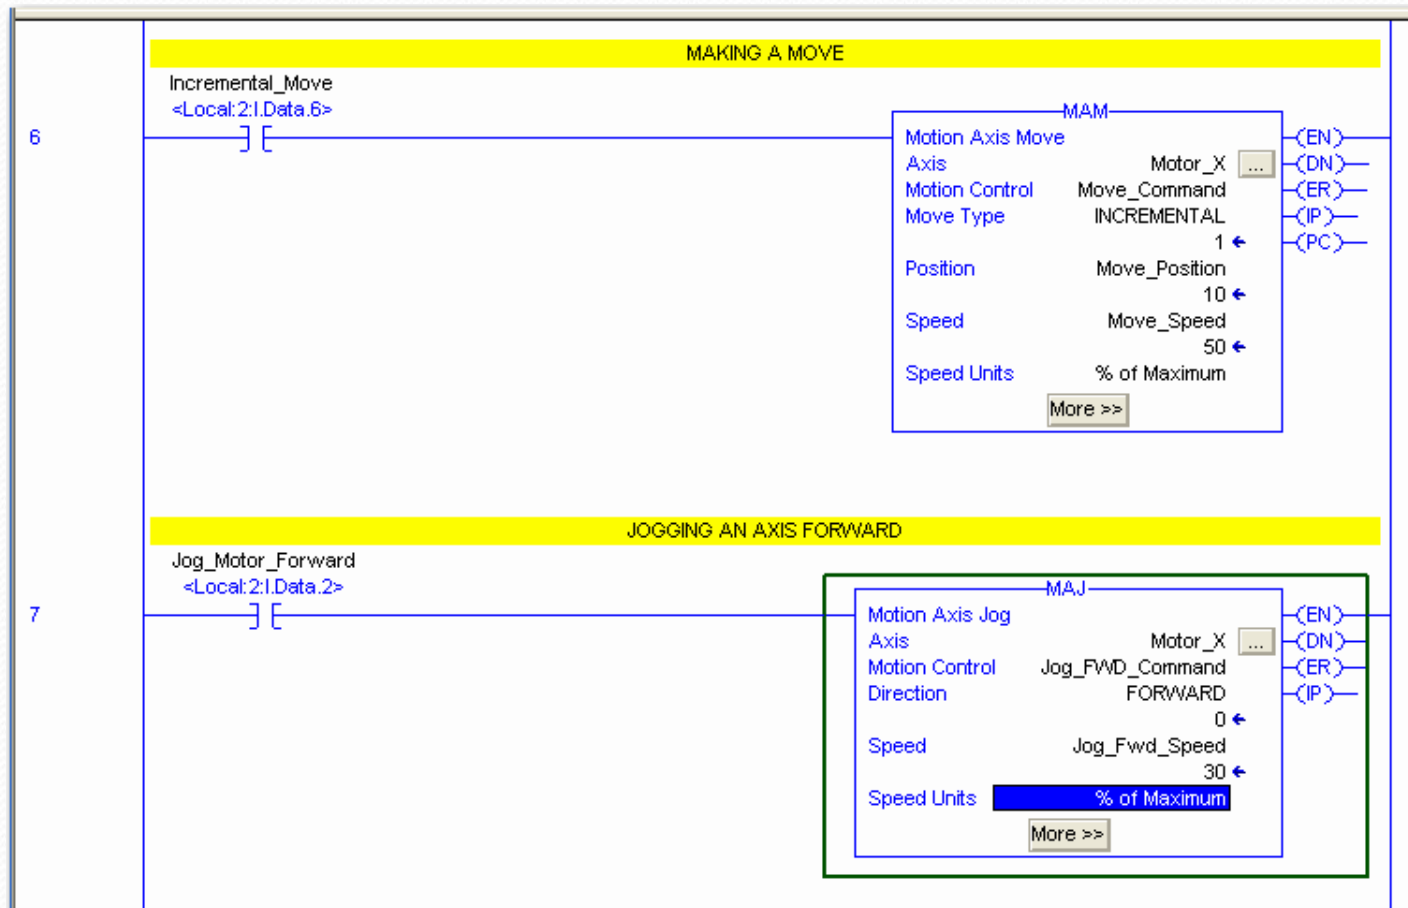 MAKING A MOVE
Incremental_Move
<Local:2:I.Data.6>
6
MAM
Motion Axis Move
Axis Motor_X ...
Motion Control Move_Command
Move Type INCREMENTAL
1
Position Move_Position
10
Speed Move_Speed
50
Speed Units % of Maximum
More >>
(EN)
(DN)
(ER)
(IP)
(PC)
JOGGING AN AXIS FORWARD
Jog_Motor_Forward
<Local:2:I.Data.2>
7
MAJ
Motion Axis Jog
Axis Motor_X ...
Motion Control Jog_FWD_Command
Direction FORWARD
0
Speed Jog_Fwd_Speed
30
Speed Units % of Maximum
More >>
(EN)
(DN)
(ER)
(IP)